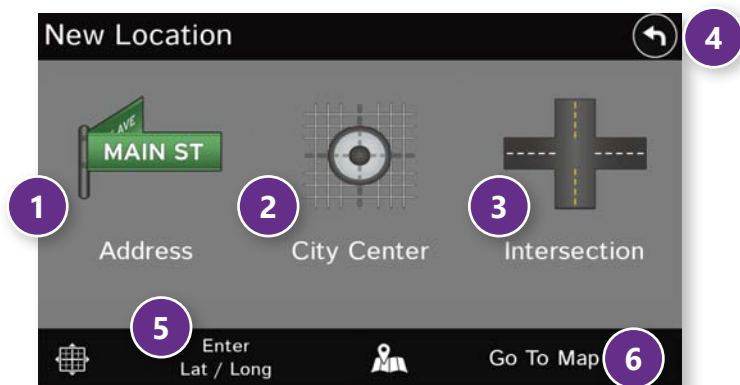 New Location
4
AVE
MAIN ST
1
2
3
Address
City Center
Intersection
5
Enter
Lat / Long
Go To Map
6